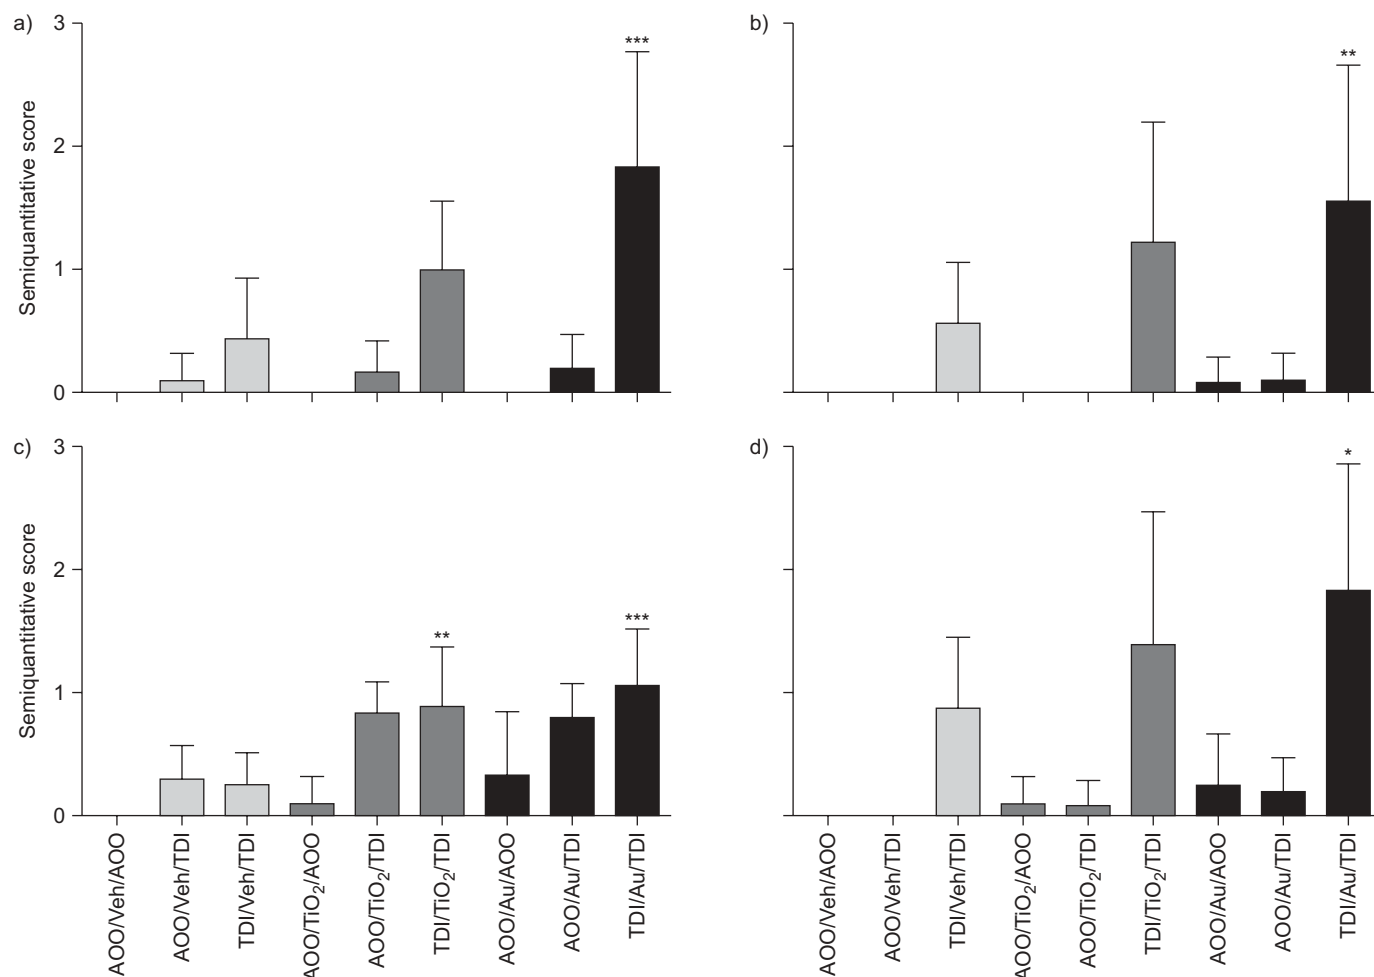 a)
3
2
1
0
Semiquantitative score
***
b)
**
c)
3
2
1
0
Semiquantitative score
**
***
AOO/Veh/AOO
AOO/Veh/TDI
TDI/Veh/TDI
AOO/TiO₂/AOO
AOO/TiO₂/TDI
TDI/TiO₂/TDI
AOO/Au/AOO
AOO/Au/TDI
TDI/Au/TDI
d)
*
AOO/Veh/AOO
AOO/Veh/TDI
TDI/Veh/TDI
AOO/TiO₂/AOO
AOO/TiO₂/TDI
TDI/TiO₂/TDI
AOO/Au/AOO
AOO/Au/TDI
TDI/Au/TDI